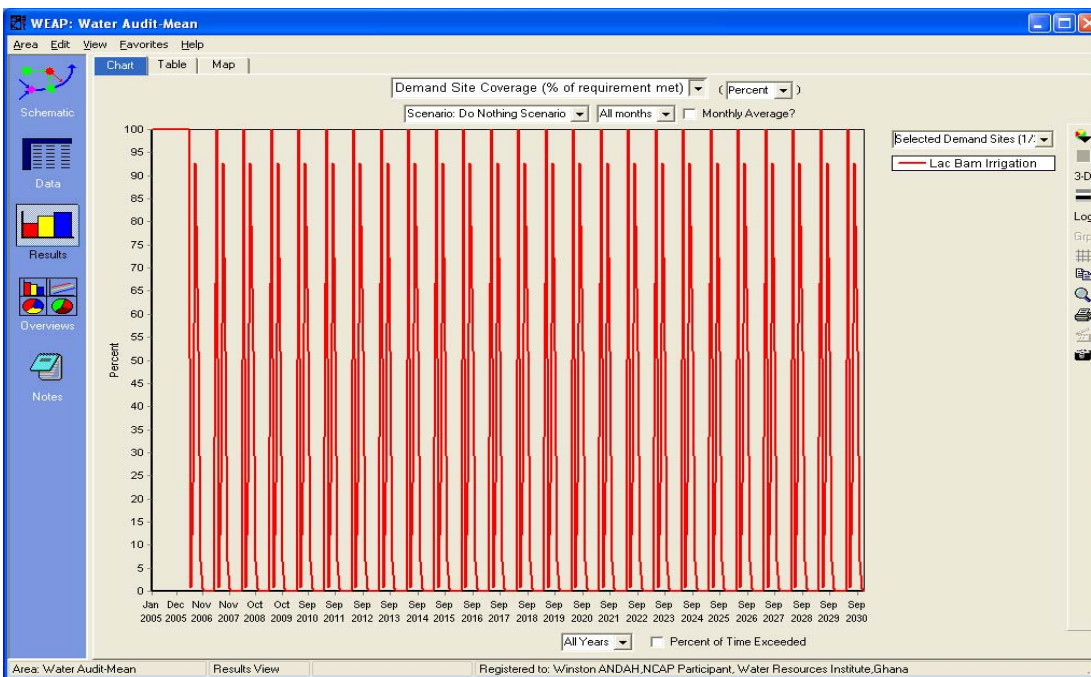 WEAP: Water Audit-Mean
Area Edit View Favorites Help
Chart Table Map
Schematic
Data
Results
Overviews
Notes
Demand Site Coverage (% of requirement met) ( Percent )
Scenario: Do Nothing Scenario All months Monthly Average?
Selected Demand Sites (1/
Lac Bam Irrigation
3-D
Log
Grp
Percent
100
95
90
85
80
75
70
65
60
55
50
45
40
35
30
25
20
15
10
5
0
Jan Dec Nov Nov Oct Oct Sep Sep Sep Sep Sep Sep Sep Sep Sep Sep Sep Sep Sep Sep Sep Sep Sep Sep Sep Sep Sep
2005 2005 2006 2007 2008 2009 2010 2011 2012 2013 2014 2015 2016 2017 2018 2019 2020 2021 2022 2023 2024 2025 2026 2027 2028 2029 2030
All Years Percent of Time Exceeded
Area: Water Audit-Mean Results View Registered to: Winston ANDAH,NCAP Participant, Water Resources Institute,Ghana